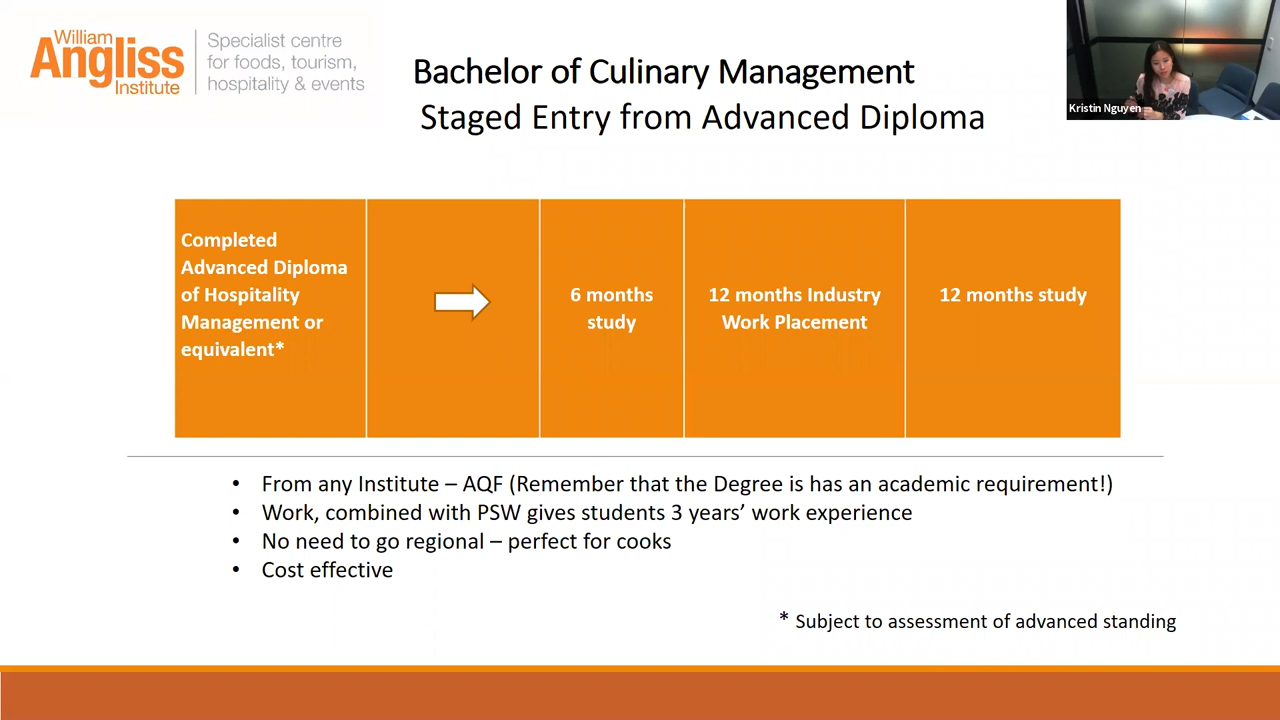 William
Angliss
Institute
Specialist centre
for foods, tourism,
hospitality & events
Bachelor of Culinary Management
Staged Entry from Advanced Diploma
Kristin Nguyen
Completed
Advanced Diploma
of Hospitality
Management or
equivalent*
6 months
study
12 months Industry
Work Placement
12 months study
• From any Institute – AQF (Remember that the Degree is has an academic requirement!)
• Work, combined with PSW gives students 3 years’ work experience
• No need to go regional – perfect for cooks
• Cost effective
* Subject to assessment of advanced standing